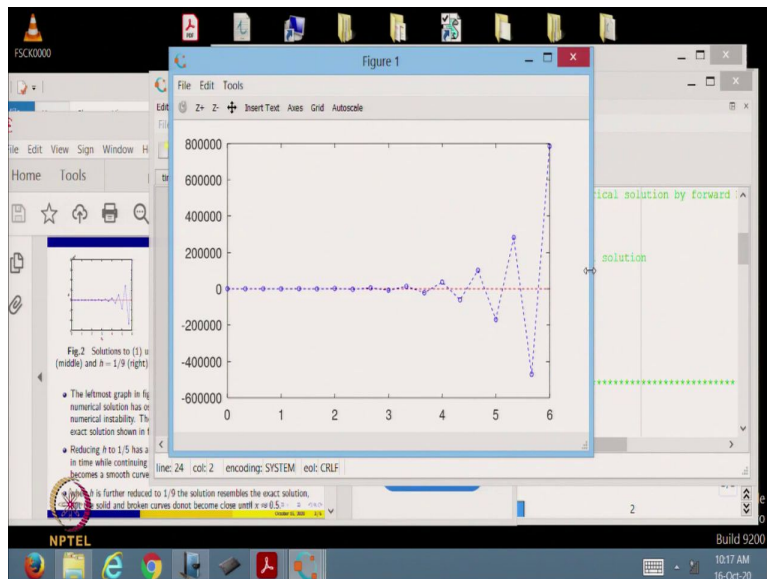 FSCK0000
Figure 1
File Edit Tools
Z+ Z- Insert Text Axes Grid Autoscale
Edit
File
ile Edit View Sign Window H
Home Tools
800000
600000
400000
200000
0
-200000
-400000
-600000
0 1 2 3 4 5 6
rical solution by forward
solution
*****************************
Fig.2 Solutions to (1) u
(middle) and h = 1/9 (right)
The leftmost graph in fig
numerical solution has os
numerical instability. Th
exact solution shown in f
Reducing h to 1/5 has a
in time while continuing
becomes a smooth curve
When h is further reduced to 1/9 the solution resembles the exact solution,
but the solid and broken curves donot become close until x ≈ 0.5.
line: 24 col: 2 encoding: SYSTEM eol: CRLF
2
NPTEL
Build 9200
10:17 AM
16-Oct-20